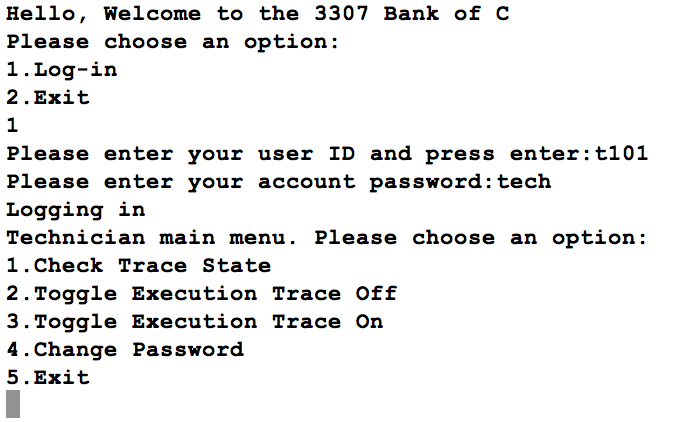 Hello, Welcome to the 3307 Bank of C
Please choose an option:
1.Log-in
2.Exit
1
Please enter your user ID and press enter:t101
Please enter your account password:tech
Logging in
Technician main menu. Please choose an option:
1.Check Trace State
2.Toggle Execution Trace Off
3.Toggle Execution Trace On
4.Change Password
5.Exit